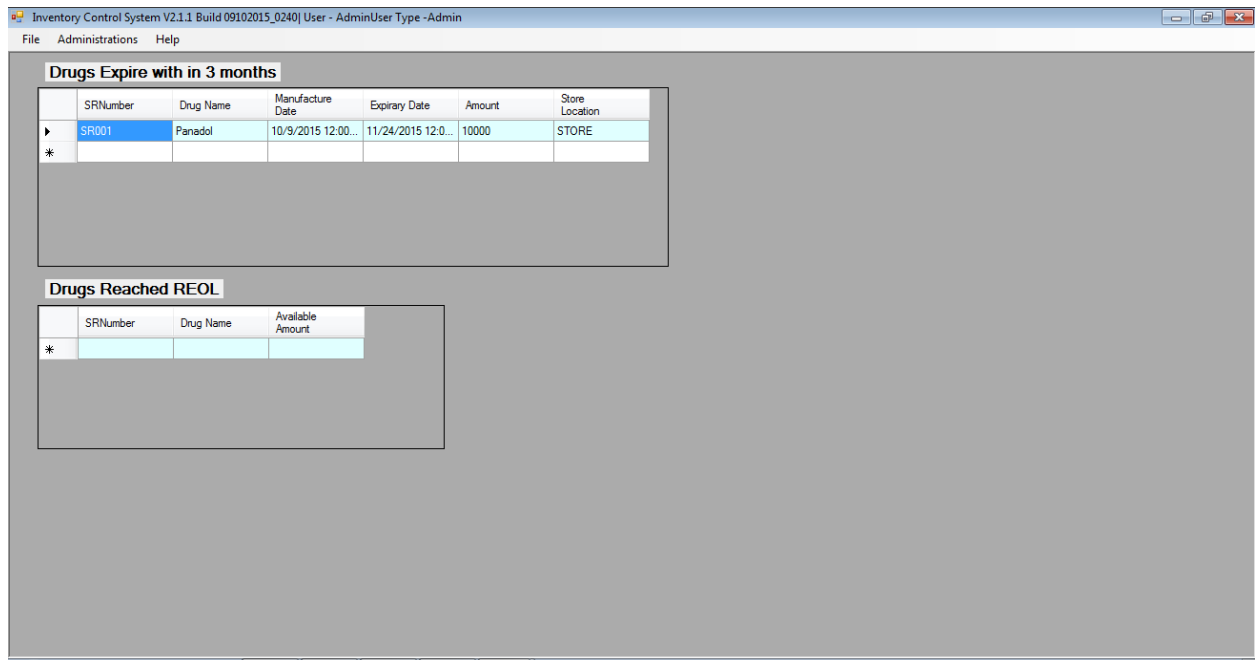 Inventory Control System V2.1.1 Build 09102015_0240| User - AdminUser Type -Admin
File Administrations Help
Drugs Expire with in 3 months
SRNumber Drug Name Manufacture Date Expirary Date Amount Store Location
SR001 Panadol 10/9/2015 12:00... 11/24/2015 12:0... 10000 STORE
Drugs Reached REOL
SRNumber Drug Name Available Amount